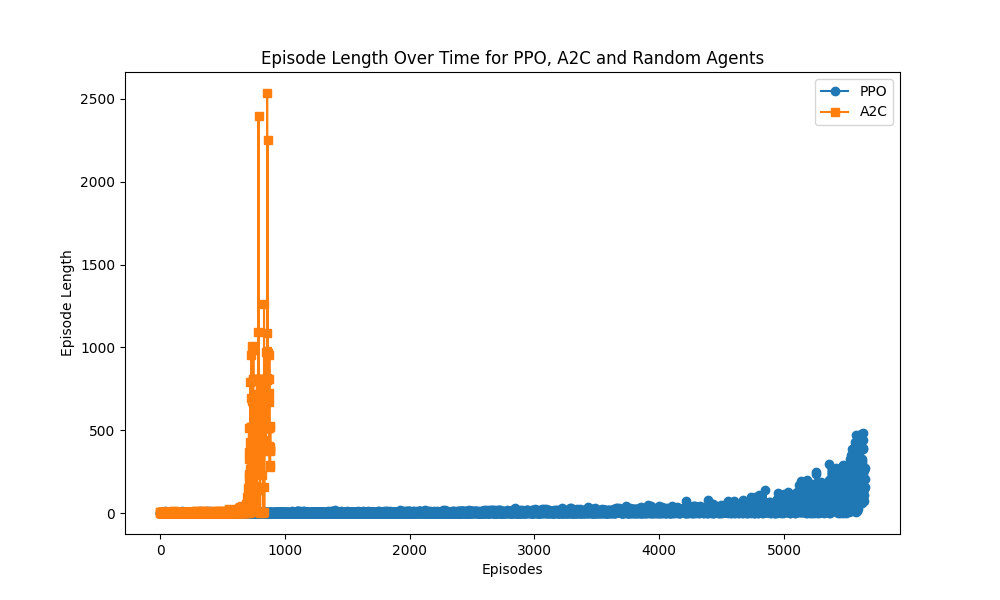 Episode Length Over Time for PPO, A2C and Random Agents
PPO
A2C
2500
2000
1500
1000
500
0
Episode Length
0 1000 2000 3000 4000 5000
Episodes